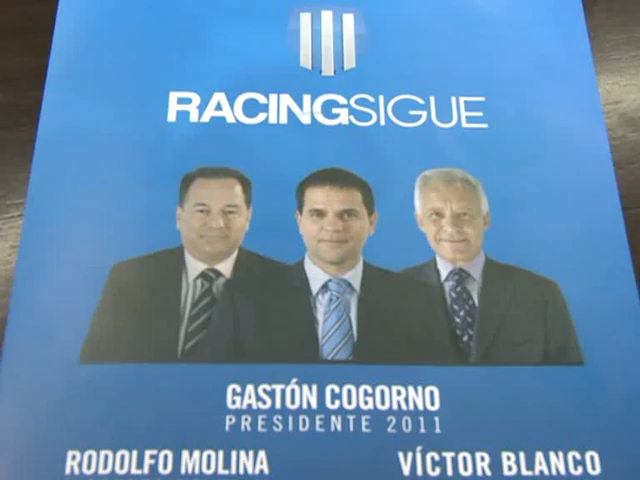 RACINGSIGUE
GASTÓN COGORNO
PRESIDENTE 2011
RODOLFO MOLINA
VÍCTOR BLANCO